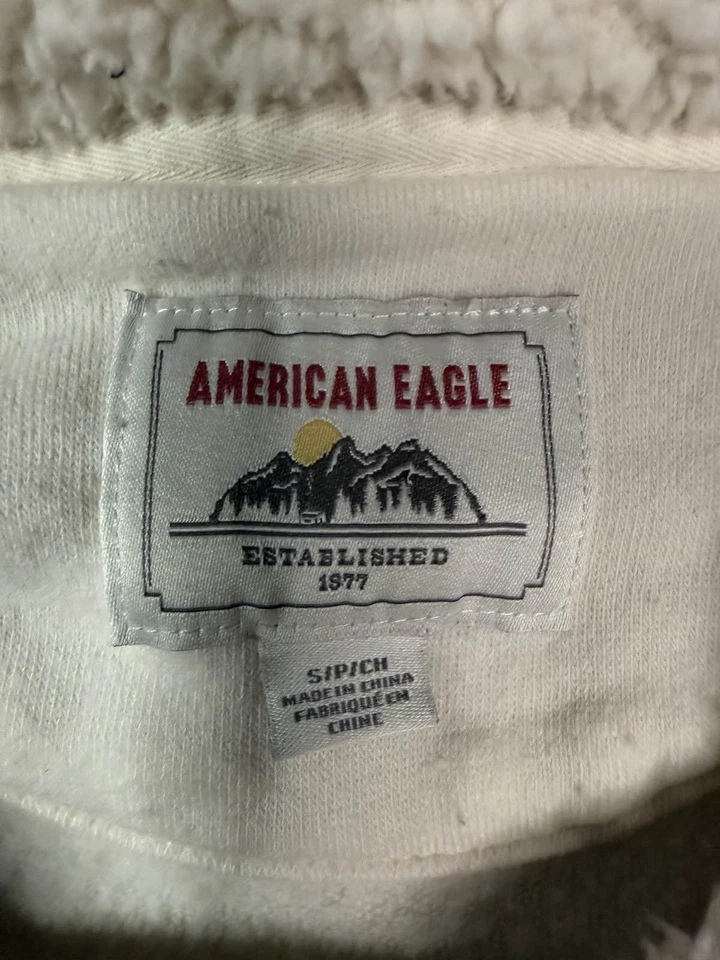 AMERICAN EAGLE
ESTABLISHED
1977
S/P/CH
MADE IN CHINA
FABRIQUÉ EN
CHINE